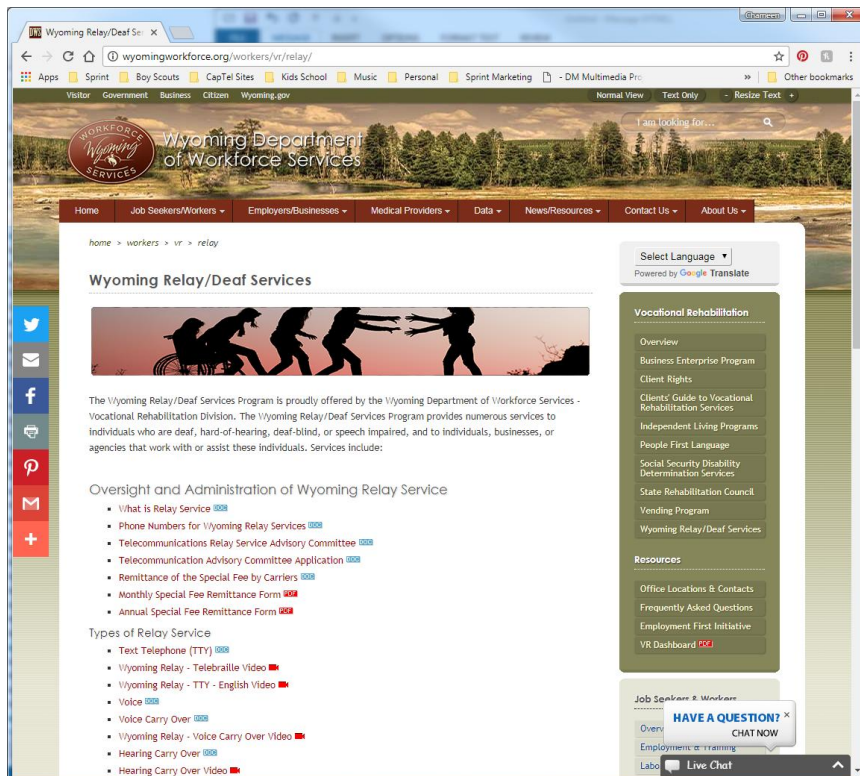 Chameen
Wyoming Relay/Deaf Ser
wyomingworkforce.org/workers/vr/relay/
Apps Sprint Boy Scouts CapTel Sites Kids School Music Personal Sprint Marketing - DM Multimedia Pro » Other bookmarks
Visitor Government Business Citizen Wyoming.gov Normal View Text Only - Resize Text +
I am looking for...
WORKFORCE
Wyoming
SERVICES
Wyoming Department
of Workforce Services
Home Job Seekers/Workers Employers/Businesses Medical Providers Data News/Resources Contact Us About Us
home > workers > vr > relay
Wyoming Relay/Deaf Services
The Wyoming Relay/Deaf Services Program is proudly offered by the Wyoming Department of Workforce Services -
Vocational Rehabilitation Division. The Wyoming Relay/Deaf Services Program provides numerous services to
individuals who are deaf, hard-of-hearing, deaf-blind, or speech impaired, and to individuals, businesses, or
agencies that work with or assist these individuals. Services include:
Oversight and Administration of Wyoming Relay Service
What is Relay Service DOC
Phone Numbers for Wyoming Relay Services DOC
Telecommunications Relay Service Advisory Committee DOC
Telecommunication Advisory Committee Application DOC
Remittance of the Special Fee by Carriers DOC
Monthly Special Fee Remittance Form PDF
Annual Special Fee Remittance Form PDF
Types of Relay Service
Text Telephone (TTY) DOC
Wyoming Relay - Telebraille Video
Wyoming Relay - TTY - English Video
Voice DOC
Voice Carry Over DOC
Wyoming Relay - Voice Carry Over Video
Hearing Carry Over DOC
Hearing Carry Over Video
Select Language
Powered by Google Translate
Vocational Rehabilitation
Overview
Business Enterprise Program
Client Rights
Clients' Guide to Vocational
Rehabilitation Services
Independent Living Programs
People First Language
Social Security Disability
Determination Services
State Rehabilitation Council
Vending Program
Wyoming Relay/Deaf Services
Resources
Office Locations & Contacts
Frequently Asked Questions
Employment First Initiative
VR Dashboard PDF
Job Seekers & Workers
Overv
Employment & Training
Labo
HAVE A QUESTION?
CHAT NOW
Live Chat